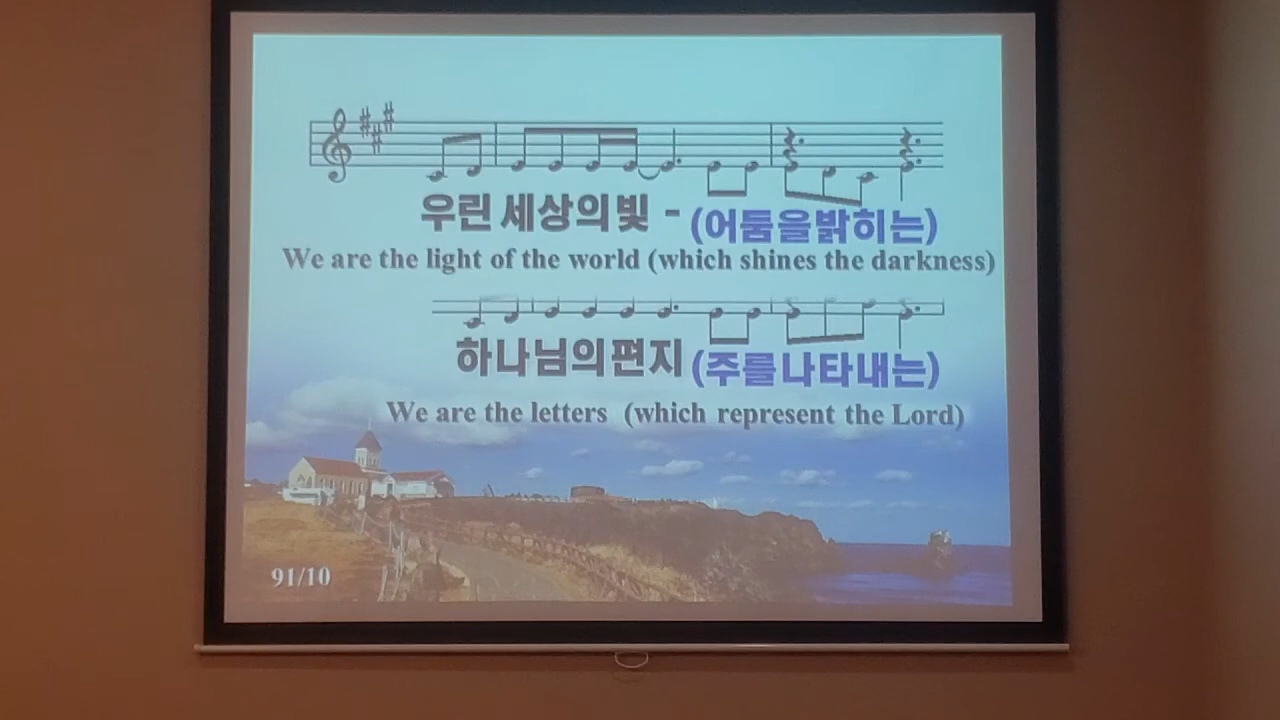 우린 세상의 빛 - (어둠을 밝히는)
We are the light of the world (which shines the darkness)
하나님의 편지 (주를 나타내는)
We are the letters (which represent the Lord)
91/10